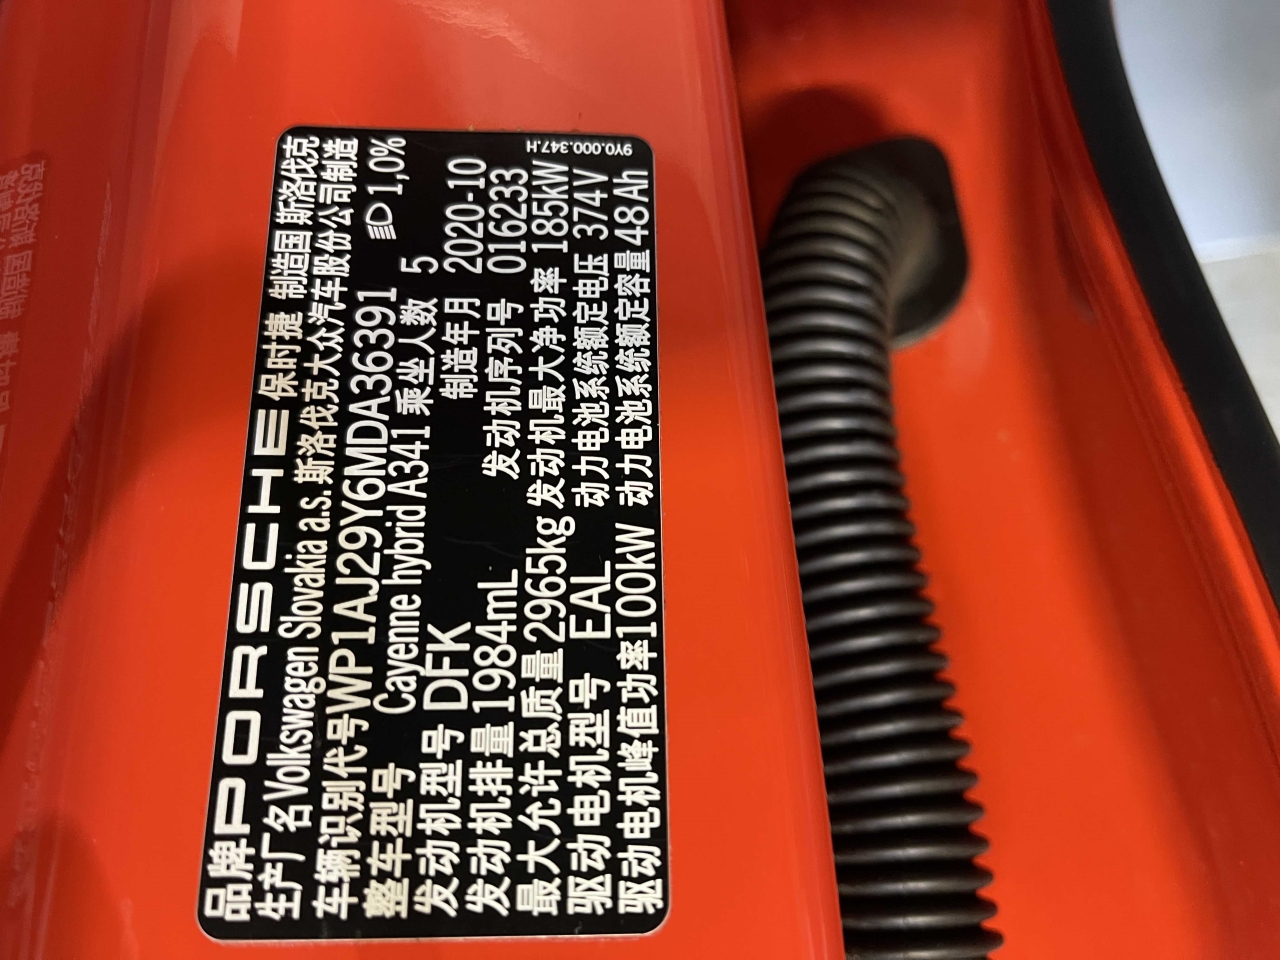 品牌 PORSCHE 保时捷 制造国 斯洛伐克
生产厂名 Volkswagen Slovakia a.s. 斯洛伐克大众汽车股份公司制造
车辆识别代号 WP1AJ29Y6MDA36391 1,0%
整车型号 Cayenne hybrid A341 乘坐人数 5
发动机型号 DFK 制造年月 2020-10
发动机排量 1984mL 发动机序列号 016233
最大允许总质量 2965kg 发动机最大净功率 185kW
驱动电机型号 EAL 动力电池系统额定电压 374V
驱动电机峰值功率 100kW 动力电池系统额定容量 48Ah
9Y0.000.347.H